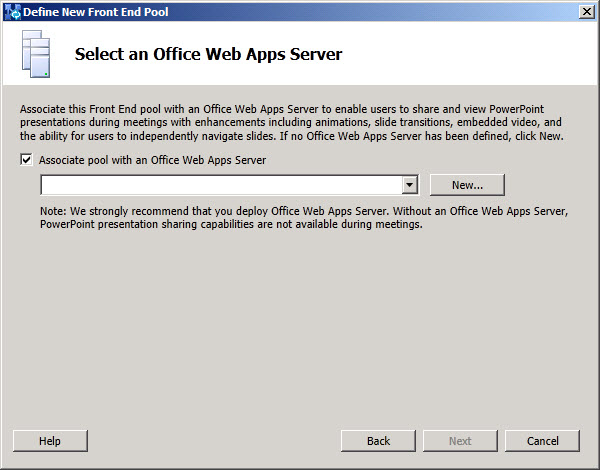 Define New Front End Pool
Select an Office Web Apps Server
Associate this Front End pool with an Office Web Apps Server to enable users to share and view PowerPoint
presentations during meetings with enhancements including animations, slide transitions, embedded video, and
the ability for users to independently navigate slides. If no Office Web Apps Server has been defined, click New.
Associate pool with an Office Web Apps Server
New...
Note: We strongly recommend that you deploy Office Web Apps Server. Without an Office Web Apps Server,
PowerPoint presentation sharing capabilities are not available during meetings.
Help Back Next Cancel